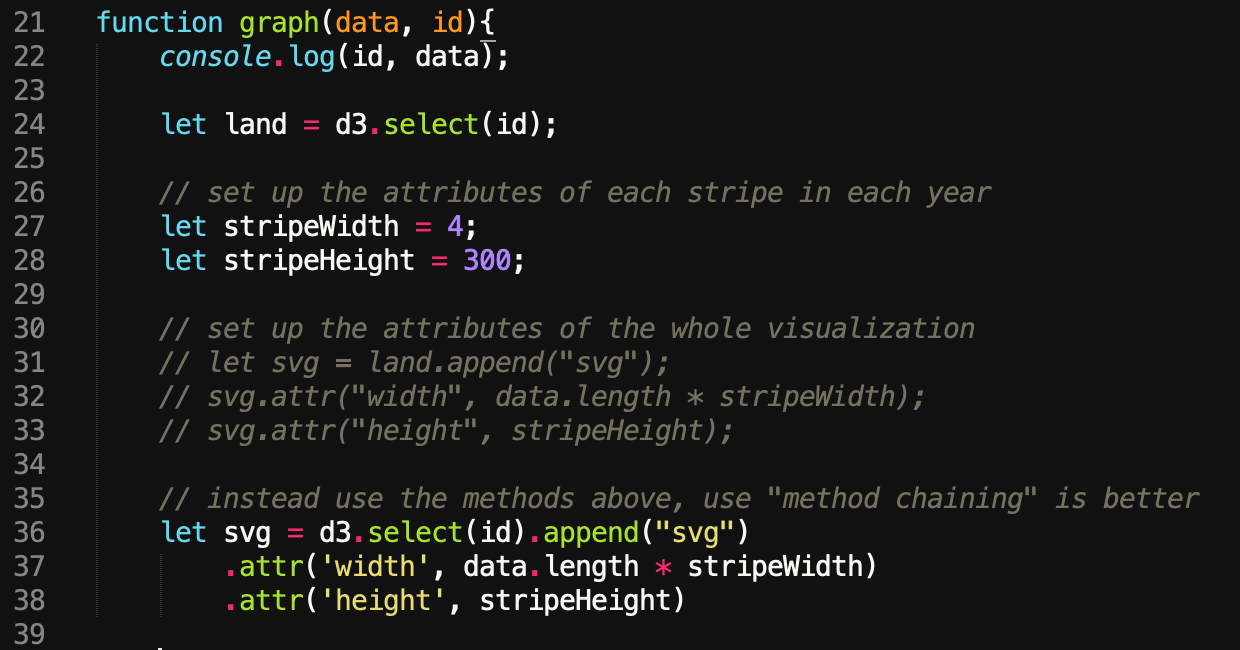 21 function graph(data, id){
22 console.log(id, data);
23
24 let land = d3.select(id);
25
26 // set up the attributes of each stripe in each year
27 let stripeWidth = 4;
28 let stripeHeight = 300;
29
30 // set up the attributes of the whole visualization
31 // let svg = land.append("svg");
32 // svg.attr("width", data.length * stripeWidth);
33 // svg.attr("height", stripeHeight);
34
35 // instead use the methods above, use "method chaining" is better
36 let svg = d3.select(id).append("svg")
37 .attr('width', data.length * stripeWidth)
38 .attr('height', stripeHeight)
39